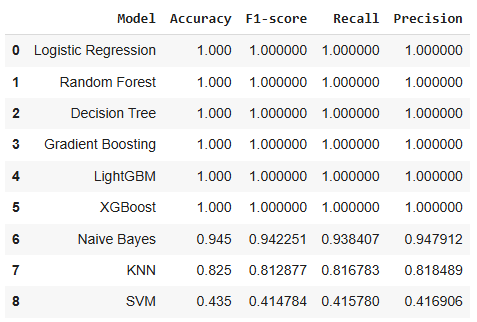 Model Accuracy F1-score Recall Precision
0 Logistic Regression 1.000 1.000000 1.000000 1.000000
1 Random Forest 1.000 1.000000 1.000000 1.000000
2 Decision Tree 1.000 1.000000 1.000000 1.000000
3 Gradient Boosting 1.000 1.000000 1.000000 1.000000
4 LightGBM 1.000 1.000000 1.000000 1.000000
5 XGBoost 1.000 1.000000 1.000000 1.000000
6 Naive Bayes 0.945 0.942251 0.938407 0.947912
7 KNN 0.825 0.812877 0.816783 0.818489
8 SVM 0.435 0.414784 0.415780 0.416906